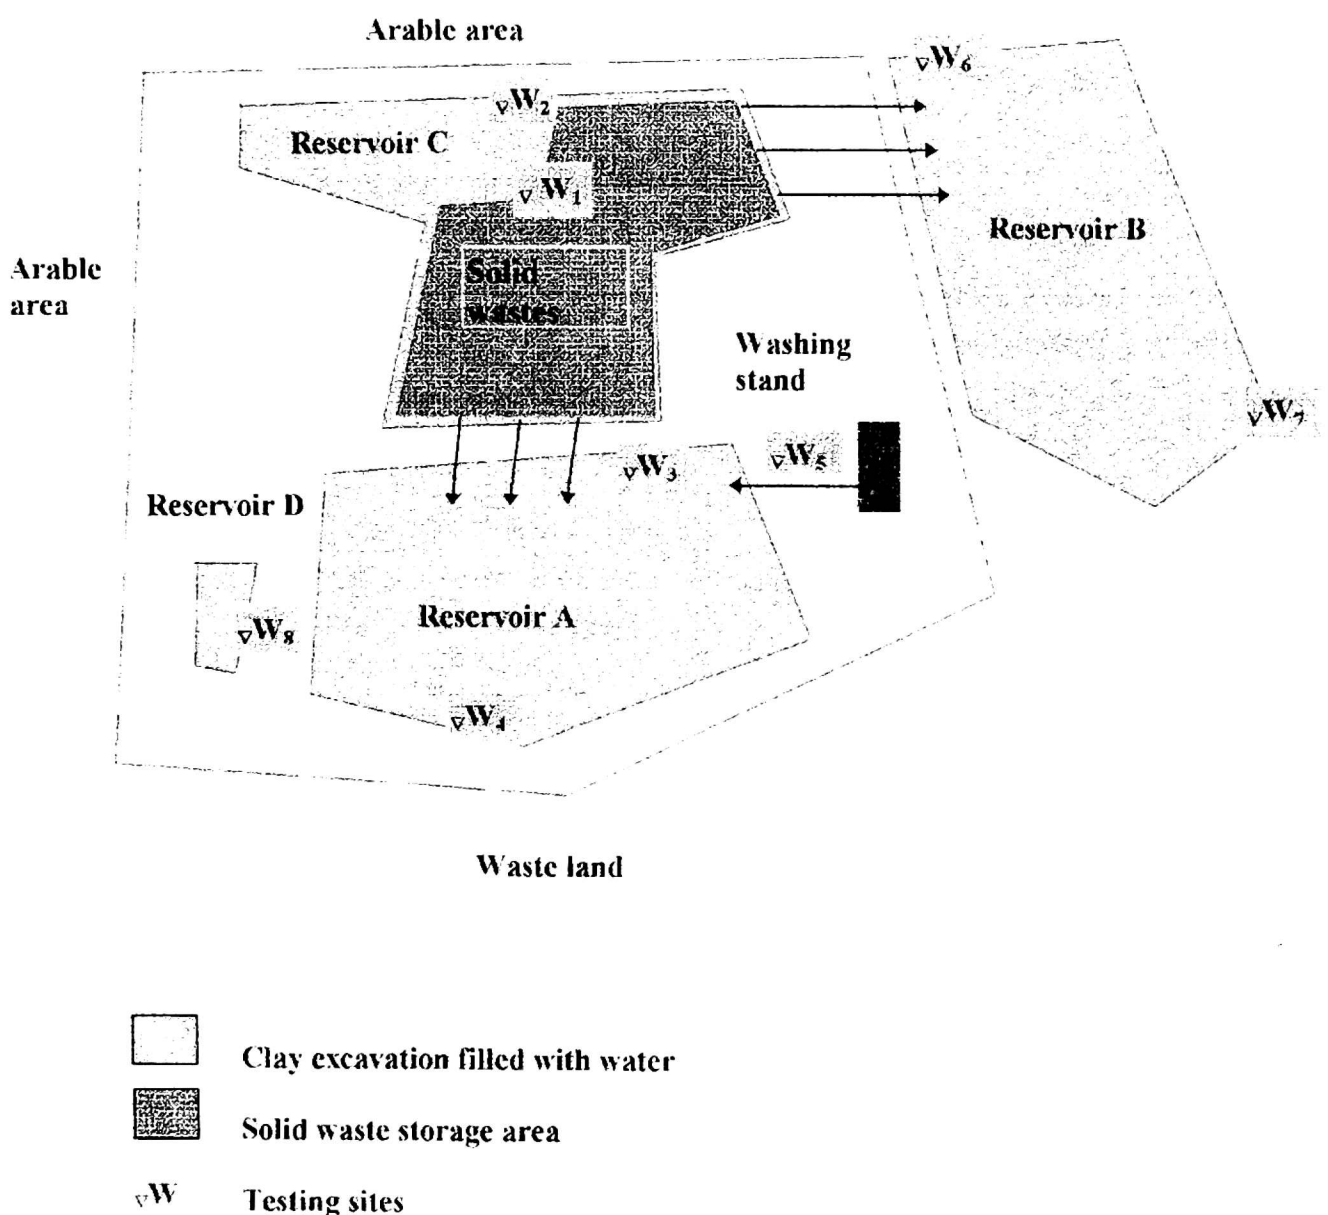 Arable area
W6
W2
Reservoir C
W1
Reservoir B
Arable
area
Solid
wastes
Washing
stand
W7
W5
W3
Reservoir D
Reservoir A
W8
W4
Waste land
Clay excavation filled with water
Solid waste storage area
W
Testing sites